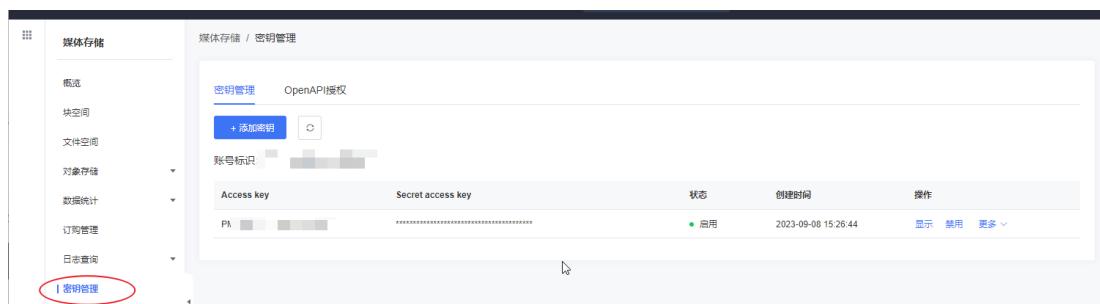 媒体存储
概览
块空间
文件空间
对象存储
数据统计
订购管理
日志查询
密钥管理
媒体存储 / 密钥管理
密钥管理 OpenAPI授权
+ 添加密钥
账号标识
Access key Secret access key 状态 创建时间 操作
**************************************** 启用 2023-09-08 15:26:44 显示 禁用 更多